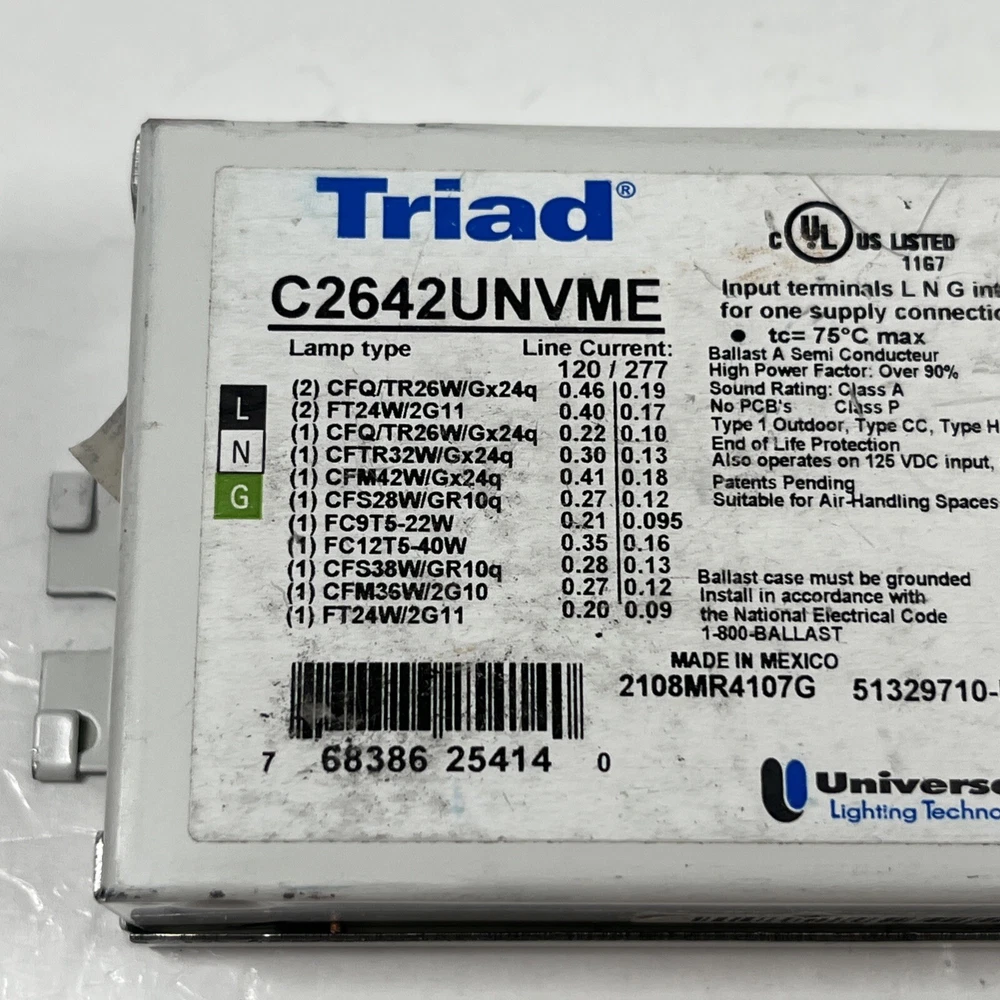 Triad®
C2642UNVME
Lamp type Line Current:
120 / 277
(2) CFQ/TR26W/Gx24q 0.46 0.19
(2) FT24W/2G11 0.40 0.17
(1) CFQ/TR26W/Gx24q 0.22 0.10
(1) CFTR32W/Gx24q 0.30 0.13
(1) CFM42W/Gx24q 0.41 0.18
(1) CFS28W/GR10q 0.27 0.12
(1) FC9T5-22W 0.21 0.095
(1) FC12T5-40W 0.35 0.16
(1) CFS38W/GR10q 0.28 0.13
(1) CFM36W/2G10 0.27 0.12
(1) FT24W/2G11 0.20 0.09
L
N
G
7 68386 25414 0
C UL US LISTED
1167
Input terminals L N G int
for one supply connectio
• tc= 75°C max
Ballast A Semi Conducteur
High Power Factor: Over 90%
Sound Rating: Class A
No PCB's Class P
Type 1 Outdoor, Type CC, Type H
End of Life Protection
Also operates on 125 VDC input,
Patents Pending
Suitable for Air-Handling Spaces
Ballast case must be grounded
Install in accordance with
the National Electrical Code
1-800-BALLAST
MADE IN MEXICO
2108MR4107G 51329710-
Universa
Lighting Techno